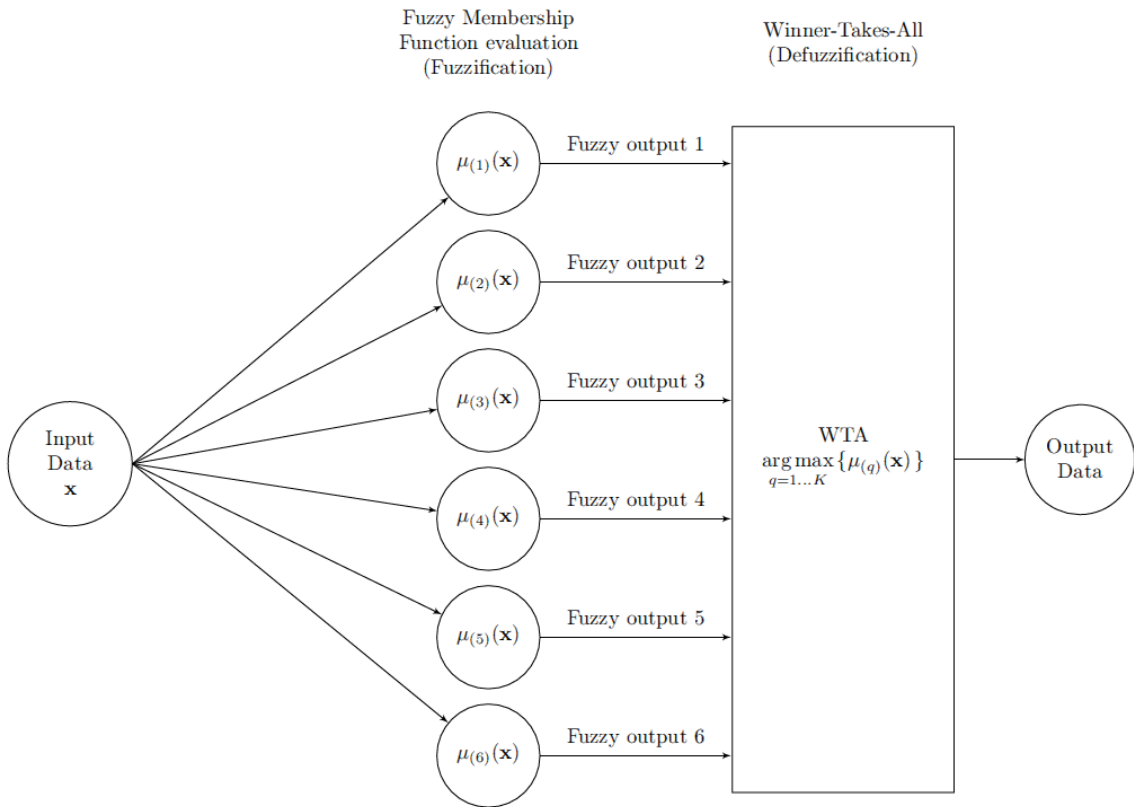 Fuzzy Membership
Function evaluation
(Fuzzification)
Winner-Takes-All
(Defuzzification)
Input
Data
x
μ(1)(x)
Fuzzy output 1
μ(2)(x)
Fuzzy output 2
μ(3)(x)
Fuzzy output 3
μ(4)(x)
Fuzzy output 4
μ(5)(x)
Fuzzy output 5
μ(6)(x)
Fuzzy output 6
WTA
arg max{μ(q)(x)}
q=1...K
Output
Data